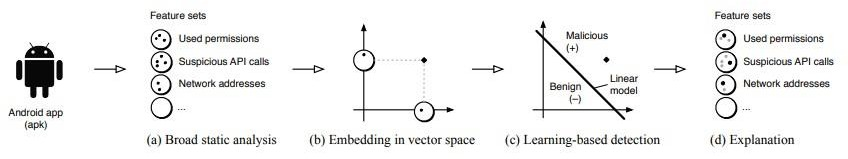 Android app
(apk)
Feature sets
Used permissions
Suspicious API calls
Network addresses
...
(a) Broad static analysis
(b) Embedding in vector space
Malicious
(+)
Benign
(–)
Linear
model
(c) Learning-based detection
Feature sets
Used permissions
Suspicious API calls
Network addresses
...
(d) Explanation